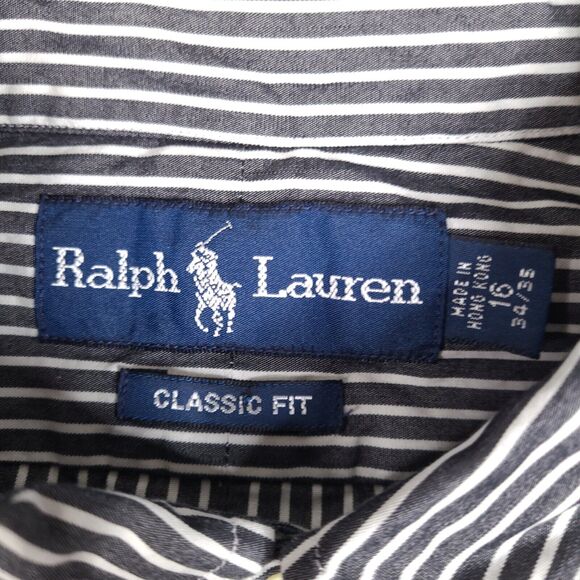 Ralph Lauren
MADE IN
HONG KONG
16
34/35
CLASSIC FIT